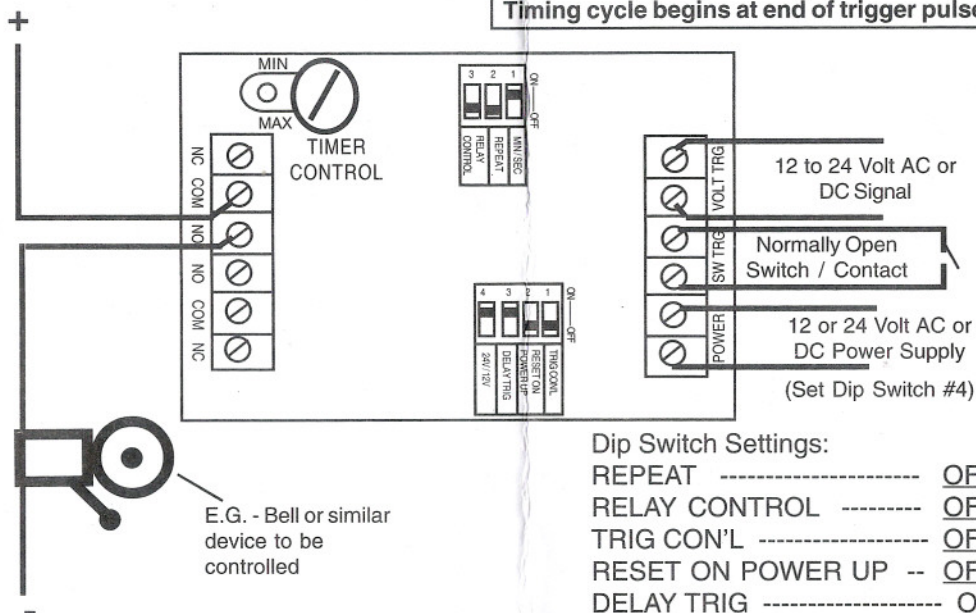 +
Timing cycle begins at end of trigger pulse
MIN
MAX
TIMER
CONTROL
3 2 1
ON
OFF
RELAY
CONTROL
REPEAT
MIN/SEC
NC
COM
NO
NO
COM
NC
4 3 2 1
ON
OFF
24V/12V
DELAY TRIG
RESET ON
POWER UP
TRIG CON'L
VOLT TRG
SW TRG
POWER
12 to 24 Volt AC or
DC Signal
Normally Open
Switch / Contact
12 or 24 Volt AC or
DC Power Supply
(Set Dip Switch #4)
E.G. - Bell or similar
device to be
controlled
-
Dip Switch Settings:
REPEAT ----------------------- OF
RELAY CONTROL --------- OF
TRIG CON'L ------------------- OF
RESET ON POWER UP -- OF
DELAY TRIG -------------------- O